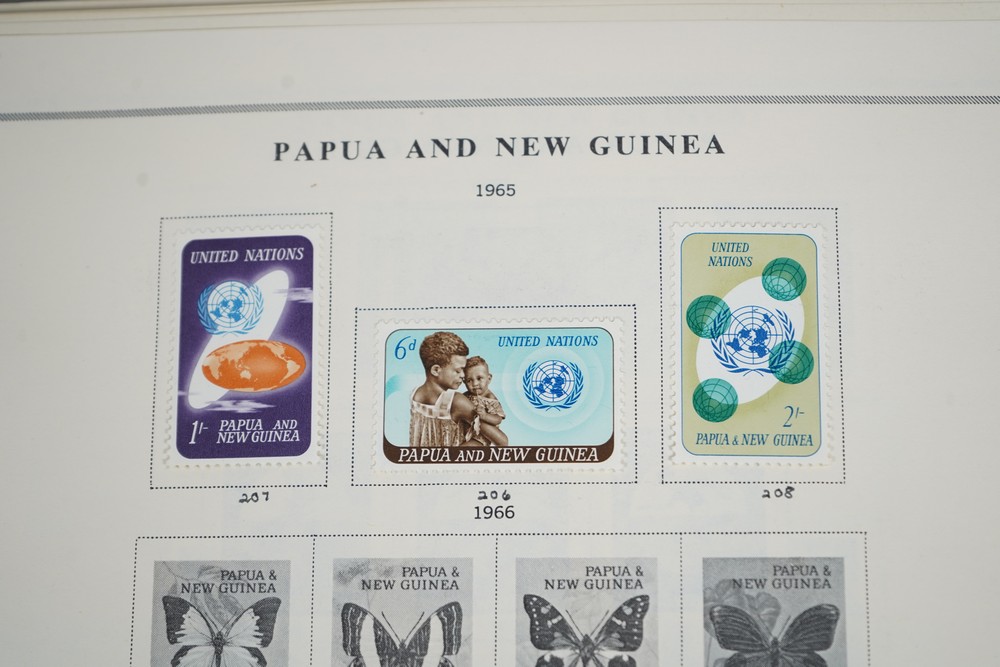 PAPUA AND NEW GUINEA
1965
UNITED NATIONS
1/- PAPUA AND
NEW GUINEA
207
6d UNITED NATIONS
PAPUA AND NEW GUINEA
206
UNITED
NATIONS
2/-
PAPUA & NEW GUINEA
208
1966
PAPUA &
NEW GUINEA
PAPUA &
NEW GUINEA
PAPUA &
NEW GUINEA
PAPUA &
NEW GUINEA